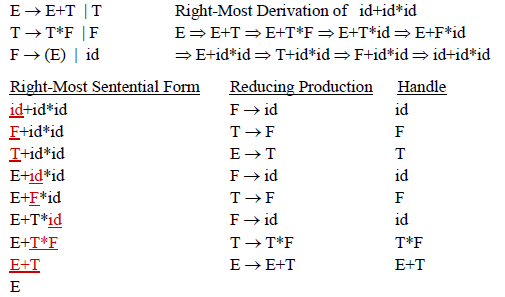 E → E+T | T Right-Most Derivation of id+id*id
T → T*F | F E ⇒ E+T ⇒ E+T*F ⇒ E+T*id ⇒ E+F*id
F → (E) | id ⇒ E+id*id ⇒ T+id*id ⇒ F+id*id ⇒ id+id*id
Right-Most Sentential Form Reducing Production Handle
id+id*id F → id id
F+id*id T → F F
T+id*id E → T T
E+id*id F → id id
E+F*id T → F F
E+T*id F → id id
E+T*F T → T*F T*F
E+T E → E+T E+T
E